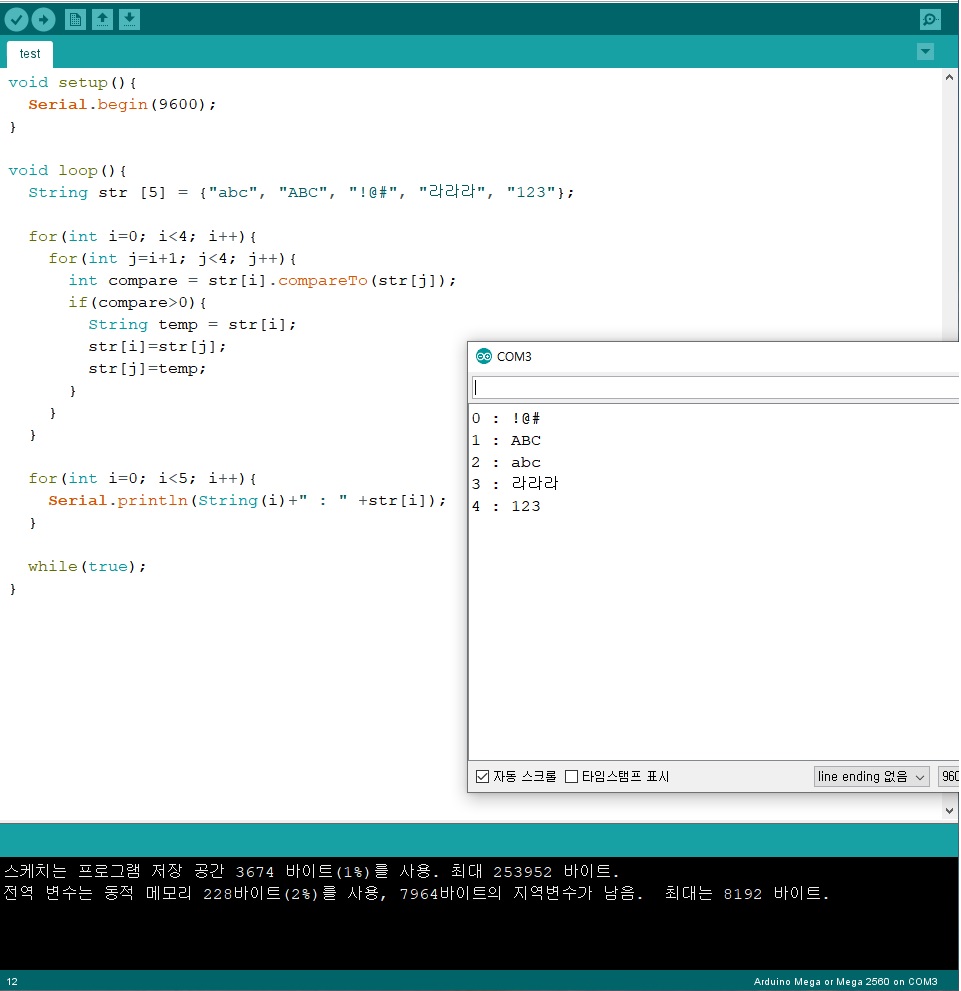 test
void setup(){
Serial.begin(9600);
}
void loop(){
String str [5] = {"abc", "ABC", "!@#", "라라라", "123"};
for(int i=0; i<4; i++){
for(int j=i+1; j<4; j++){
int compare = str[i].compareTo(str[j]);
if(compare>0){
String temp = str[i];
str[i]=str[j];
str[j]=temp;
}
}
}
for(int i=0; i<5; i++){
Serial.println(String(i)+" : " +str[i]);
}
while(true);
}
COM3
0 : !@#
1 : ABC
2 : abc
3 : 라라라
4 : 123
자동 스크롤 타임스탬프 표시 line ending 없음 960
스케치는 프로그램 저장 공간 3674 바이트(1%)를 사용. 최대 253952 바이트.
전역 변수는 동적 메모리 228바이트(2%)를 사용, 7964바이트의 지역변수가 남음. 최대는 8192 바이트.
12 Arduino Mega or Mega 2560 on COM3